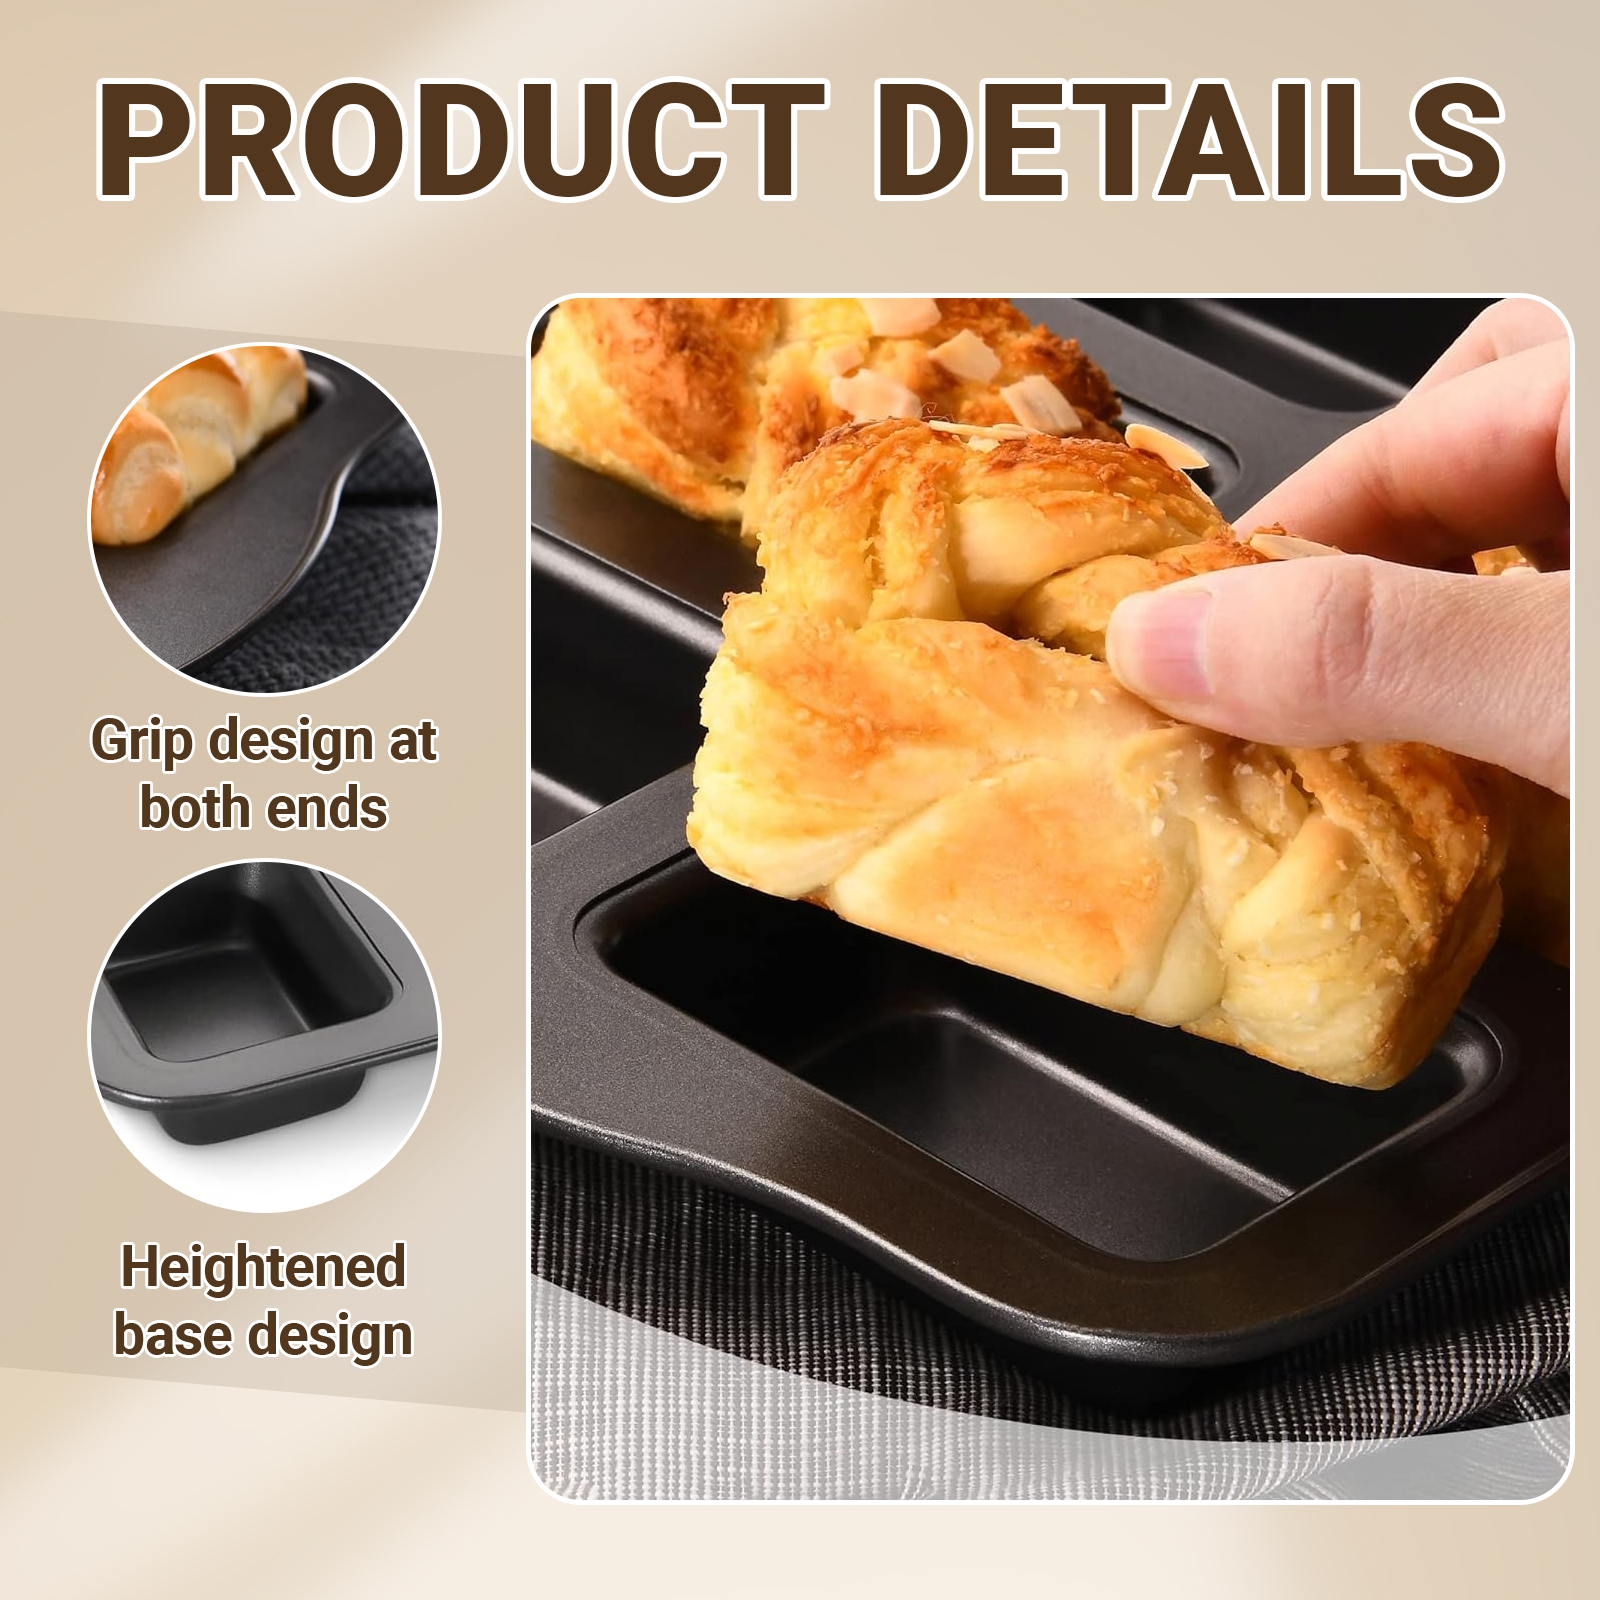 PRODUCT DETAILS
Grip design at
both ends
Heightened
base design